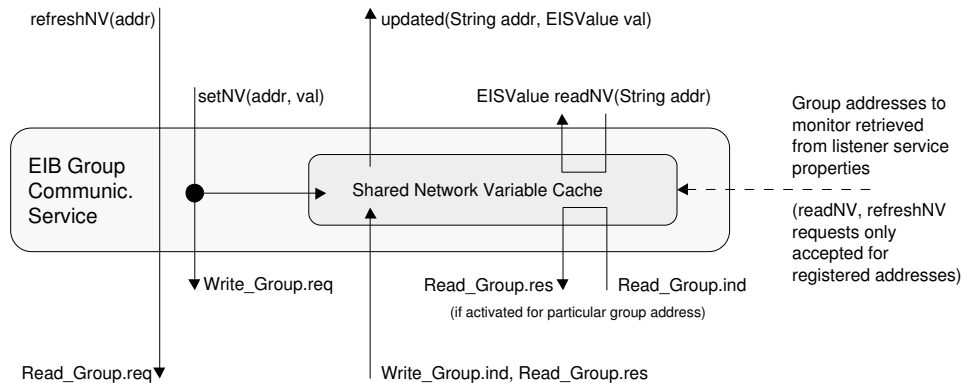 refreshNV(addr)
updated(String addr, EISValue val)
setNV(addr, val)
EISValue readNV(String addr)
Group addresses to
monitor retrieved
from listener service
properties
EIB Group
Communic.
Service
Shared Network Variable Cache
(readNV, refreshNV
requests only
accepted for
registered addresses)
Write_Group.req
Read_Group.res
Read_Group.ind
(if activated for particular group address)
Read_Group.req
Write_Group.ind, Read_Group.res